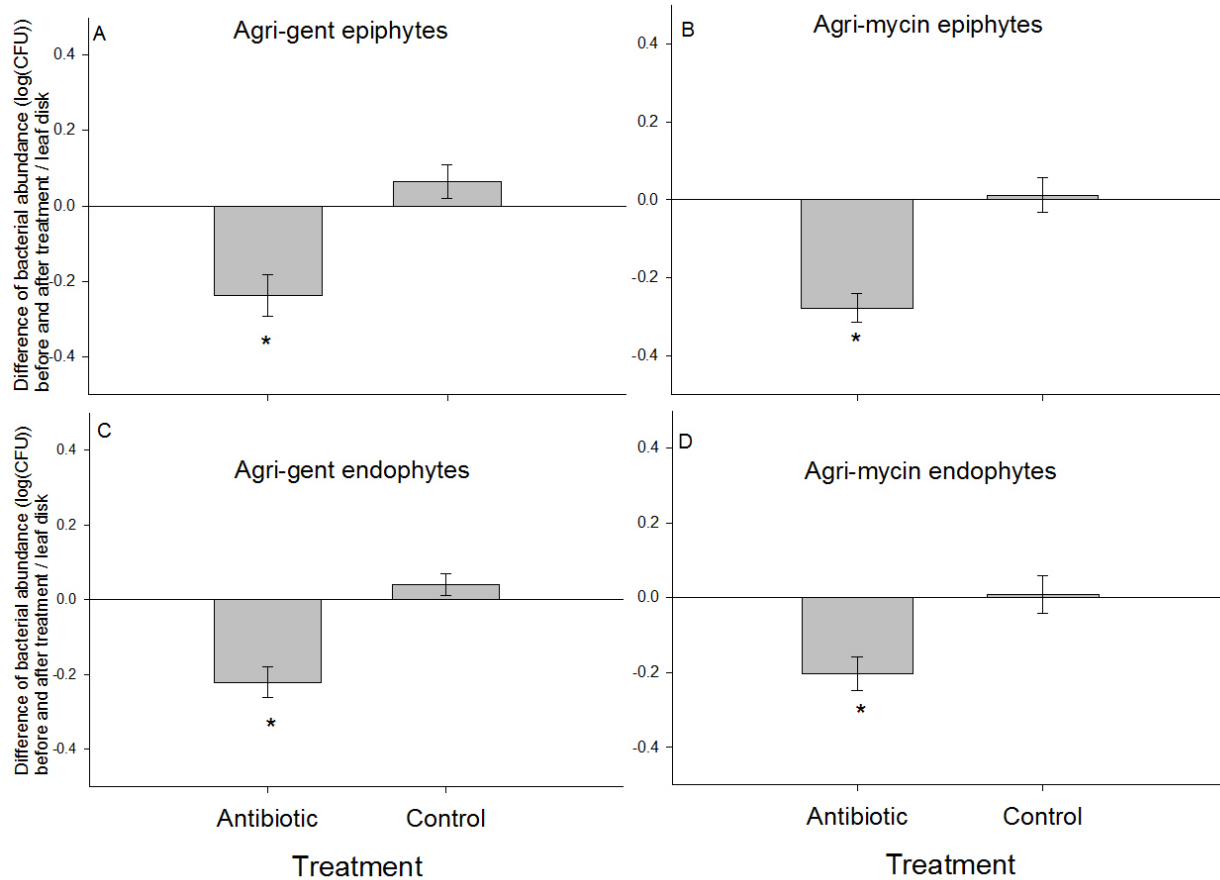 Difference of bacterial abundance (log(CFU))
before and after treatment / leaf disk
A
Agri-gent epiphytes
0.4
0.2
0.0
-0.2
-0.4
*
B
Agri-mycin epiphytes
0.4
0.2
0.0
-0.2
-0.4
*
Difference of bacterial abundance (log(CFU))
before and after treatment / leaf disk
C
Agri-gent endophytes
0.4
0.2
0.0
-0.2
-0.4
*
Antibiotic Control
Treatment
D
Agri-mycin endophytes
0.4
0.2
0.0
-0.2
-0.4
*
Antibiotic Control
Treatment